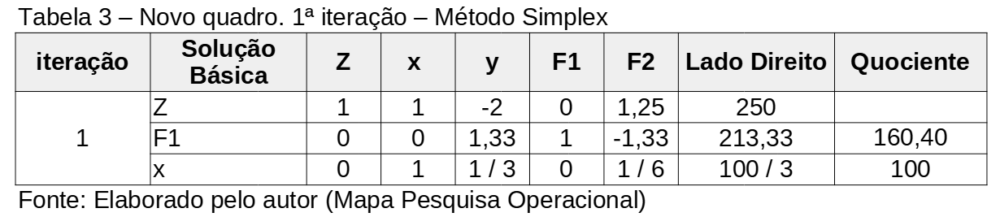 Tabela 3 – Novo quadro. 1ª iteração – Método Simplex
iteração Solução Básica Z x y F1 F2 Lado Direito Quociente
1
Z 1 1 -2 0 1,25 250
F1 0 0 1,33 1 -1,33 213,33 160,40
x 0 1 1 / 3 0 1 / 6 100 / 3 100
Fonte: Elaborado pelo autor (Mapa Pesquisa Operacional)